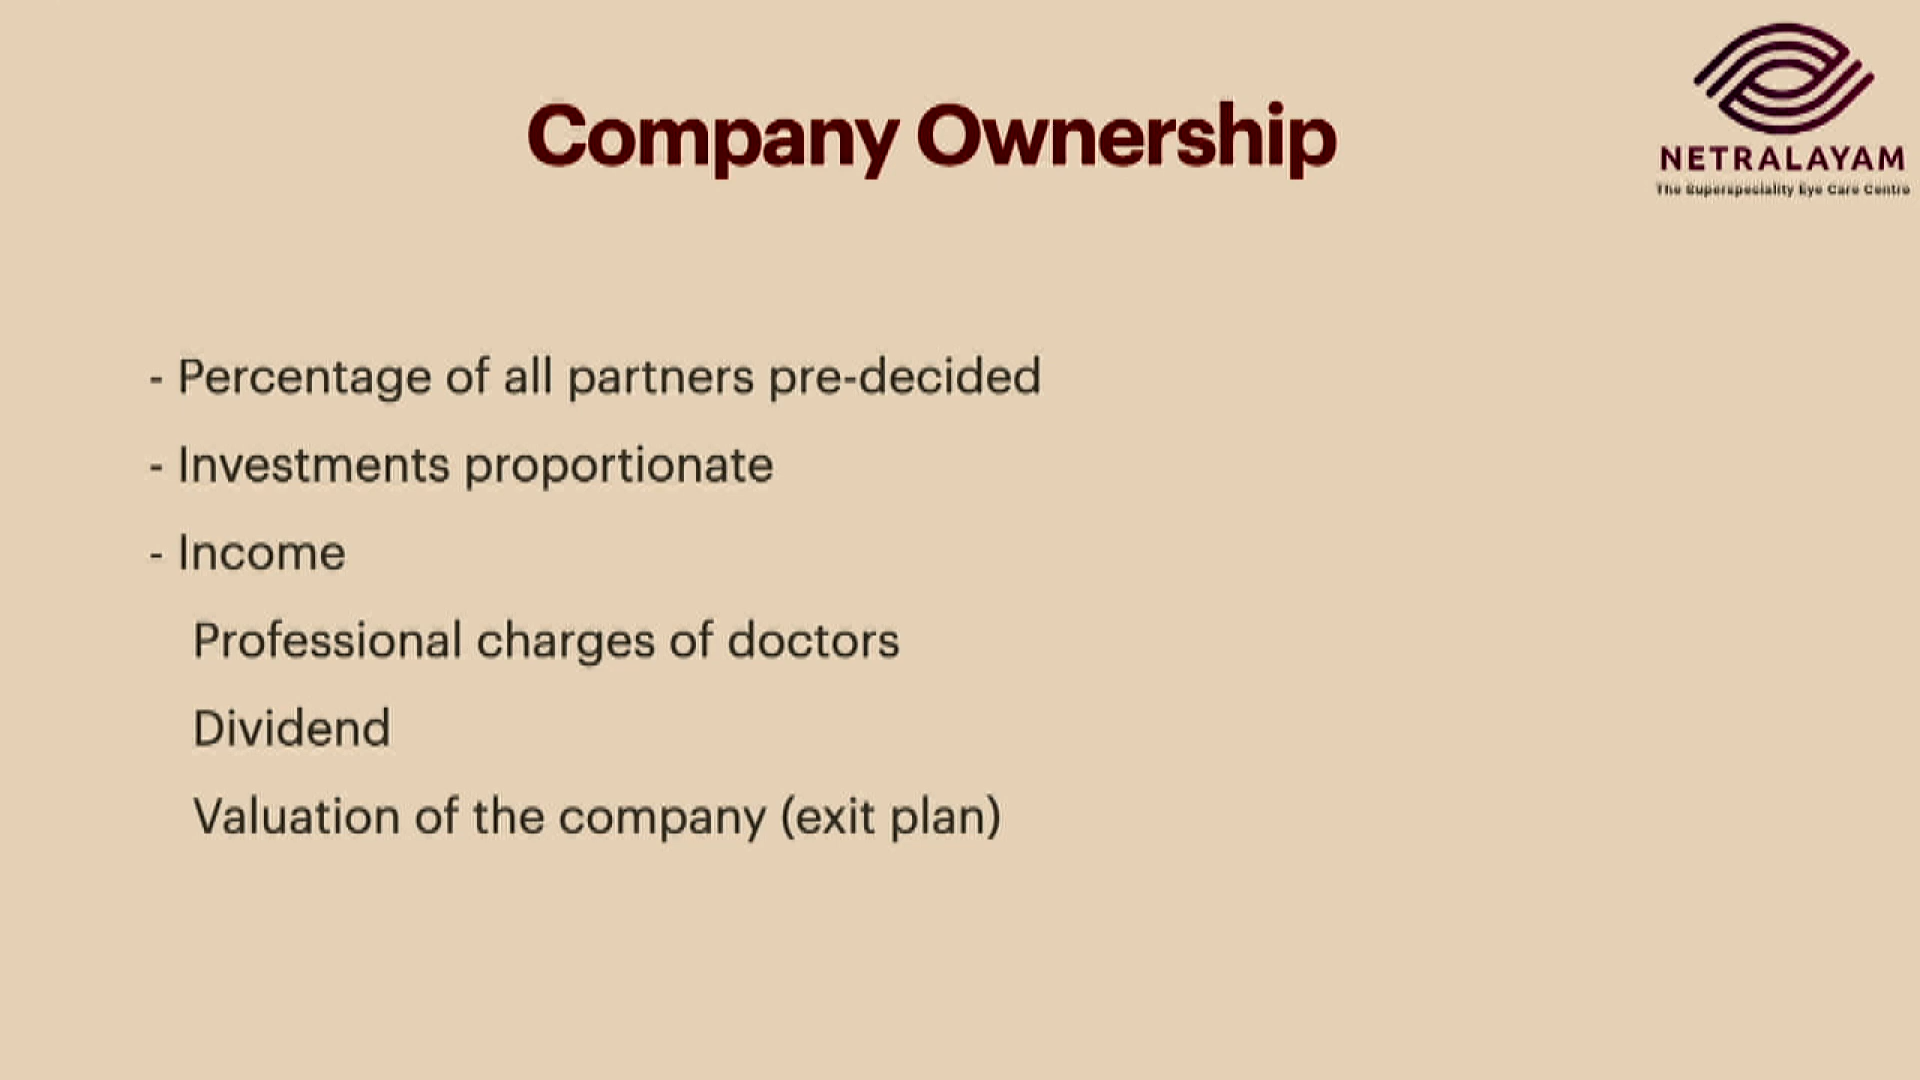 Company Ownership
NETRALAYAM
The Superspeciality Eye Care Centre
- Percentage of all partners pre-decided
- Investments proportionate
- Income
Professional charges of doctors
Dividend
Valuation of the company (exit plan)